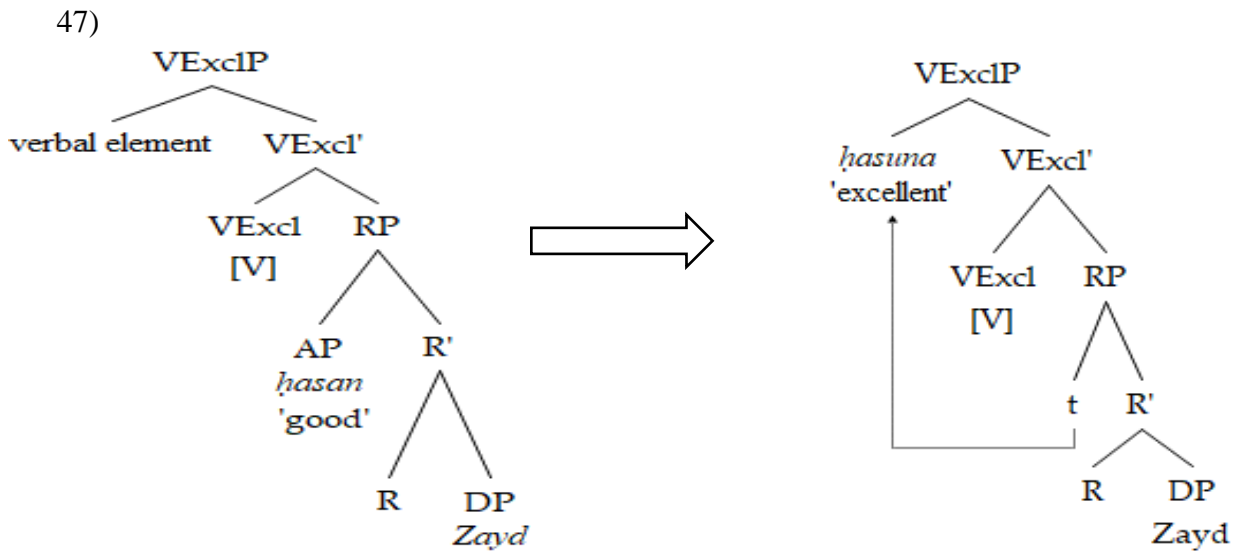 47)
VExclP
verbal element VExcl'
VExcl RP
[V]
AP R'
ḥasan
'good'
R DP
Zayd
VExclP
ḥasuna VExcl'
'excellent'
VExcl RP
[V]
t R'
R DP
Zayd